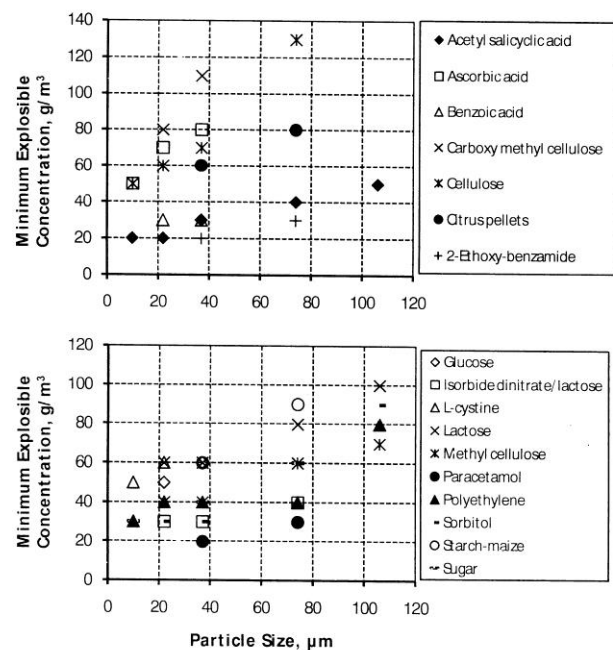 Minimum Explosible
Concentration, g/m³
140
120
100
80
60
40
20
0
0 20 40 60 80 100 120
Acetyl salicyclic acid
Ascorbic acid
Benzoic acid
Carboxy methyl cellulose
Cellulose
Citrus pellets
2-Ethoxy-benzamide
Minimum Explosible
Concentration, g/m³
120
100
80
60
40
20
0
0 20 40 60 80 100 120
Particle Size, µm
Glucose
Isorbide dinitrate/lactose
L-cystine
Lactose
Methyl cellulose
Paracetamol
Polyethylene
Sorbitol
Starch-maize
Sugar